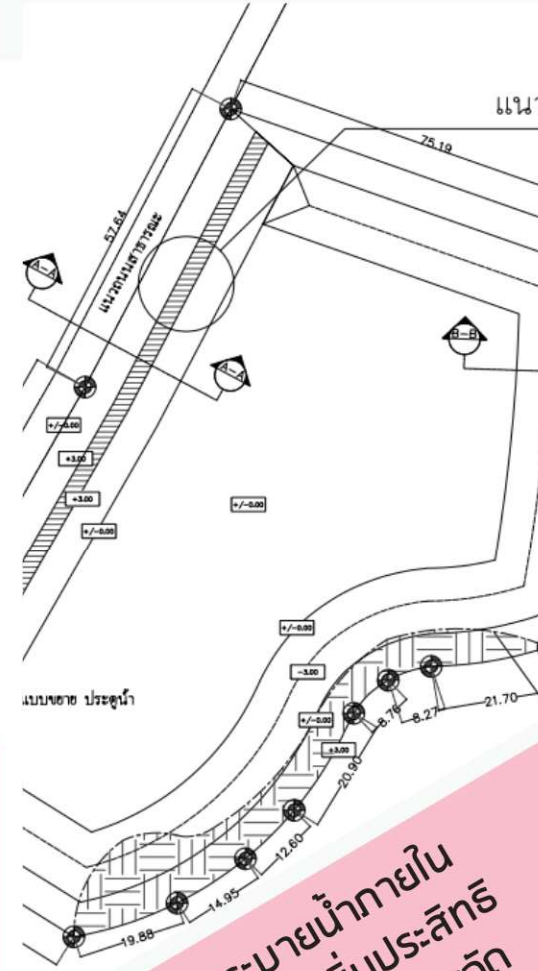 แนว
75.19
57.64
แนวถนนสาธารณะ
A-A
A-A
B-B
+/-0.00
+3.00
+3.00
+/-0.00
+/-0.00
+/-0.00
-3.00
+/-0.00
+3.00
แบบขยาย ประตูน้ำ
21.70
8.27
8.76
20.90
12.60
14.95
19.88
ระบายน้ำภายใน
ประสิทธิ